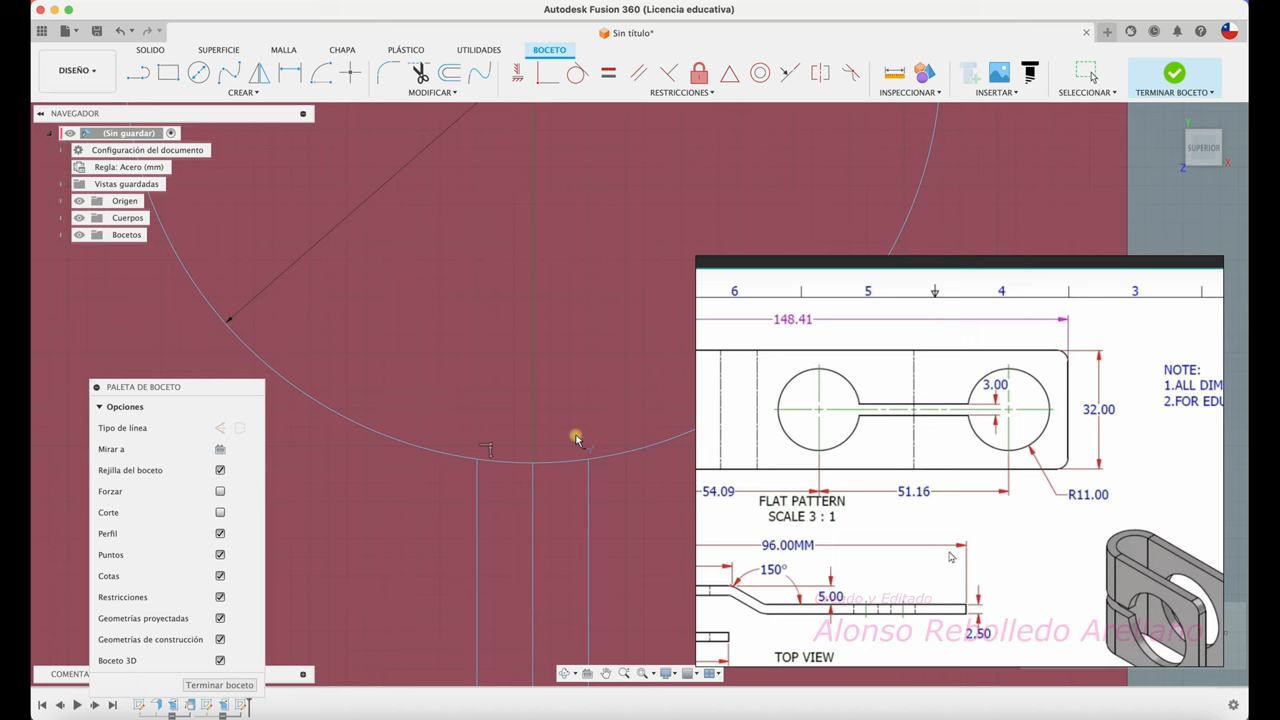 Autodesk Fusion 360 (Licencia educativa)
Sin título*
DISEÑO
SOLIDO
SUPERFICIE
MALLA
CHAPA
PLÁSTICO
UTILIDADES
BOCETO
CREAR
MODIFICAR
RESTRICCIONES
INSPECCIONAR
INSERTAR
SELECCIONAR
TERMINAR BOCETO
NAVEGADOR
(Sin guardar)
Configuración del documento
Regla: Acero (mm)
Vistas guardadas
Origen
Cuerpos
Bocetos
Y
SUPERIOR
X
Z
PALETA DE BOCETO
Opciones
Tipo de línea
Mirar a
Rejilla del boceto
Forzar
Corte
Perfil
Puntos
Cotas
Restricciones
Geometrías proyectadas
Geometrías de construcción
Boceto 3D
Terminar boceto
COMENTA
6
5
4
3
148.41
3.00
32.00
NOTE:
1.ALL DIM
2.FOR EDU
54.09
51.16
R11.00
FLAT PATTERN
SCALE 3 : 1
96.00MM
150°
5.00
2.50
TOP VIEW
y Editado
Alonso Rebolledo Arellano